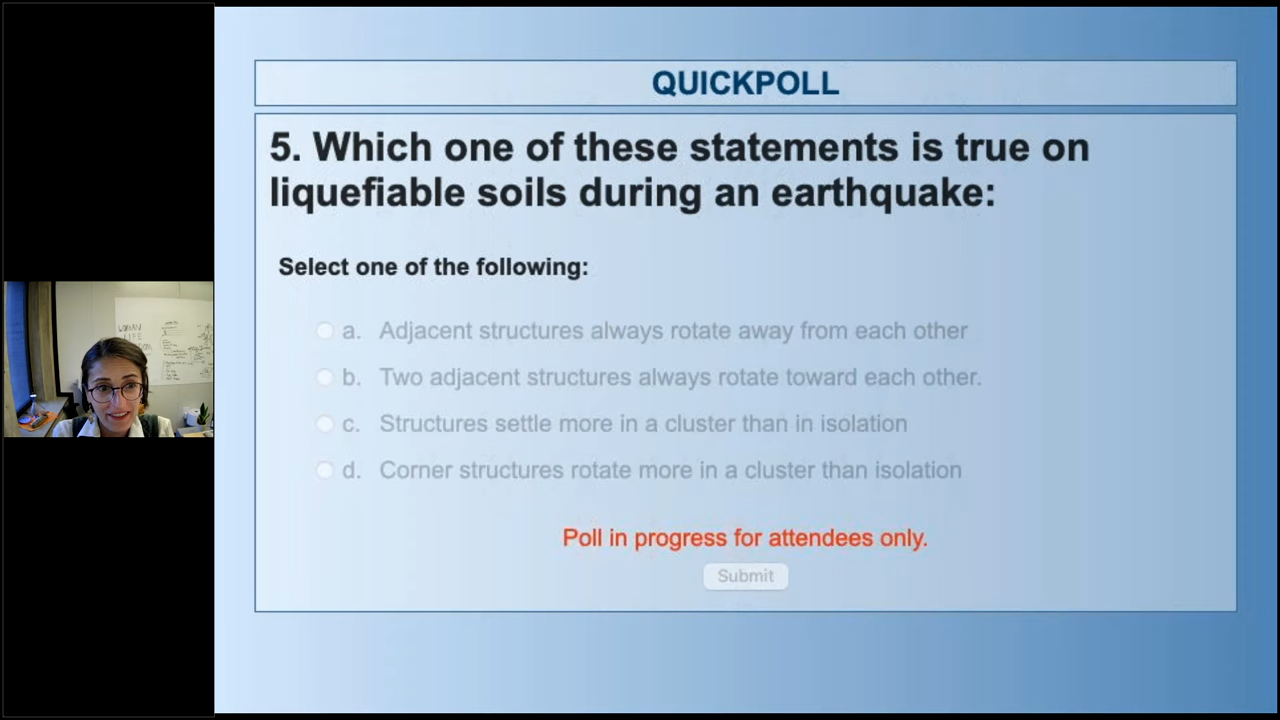 QUICKPOLL
5. Which one of these statements is true on
liquefiable soils during an earthquake:
Select one of the following:
a. Adjacent structures always rotate away from each other
b. Two adjacent structures always rotate toward each other.
c. Structures settle more in a cluster than in isolation
d. Corner structures rotate more in a cluster than isolation
Poll in progress for attendees only.
Submit
WOMAN
LIFE